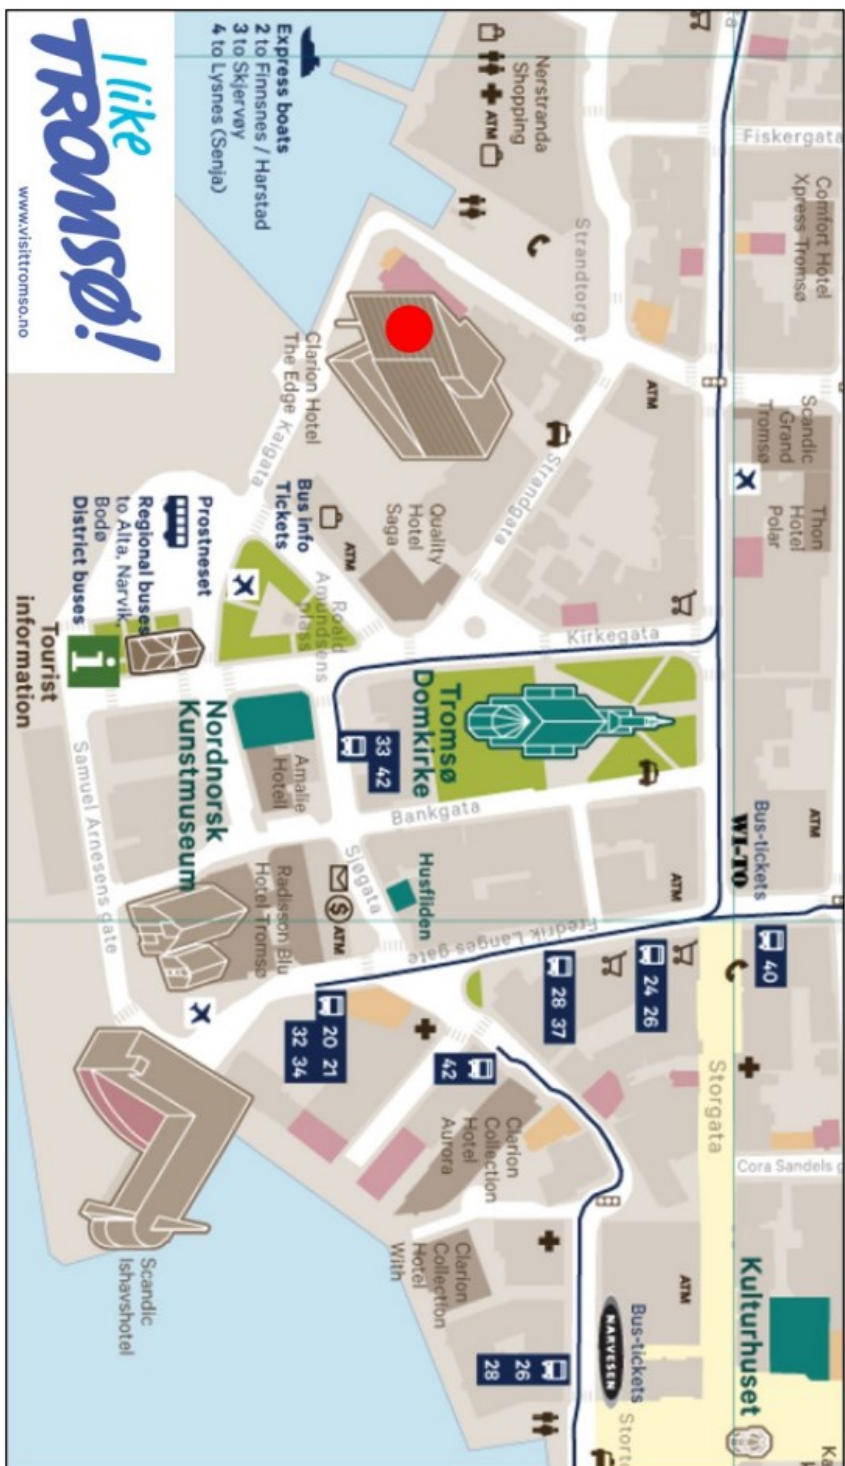 I like
TROMSØ!
www.visittromso.no
Express boats
2 to Finnsnes / Harstad
3 to Skjervøy
4 to Lysnes (Senja)
Nerstranda
Shopping
ATM
Fiskergata
Comfort Hotel
Xpress Tromsø
Strandtorget
Clarion Hotel
The Edge
Kaigata
ATM
Scandic
Grand
Tromsø
Thon
Hotel
Polar
Strandgata
Quality
Hotel
Saga
Bus info
Tickets
ATM
Prostneset
Regional buses
to Alta, Narvik,
Bodø
District buses
Roald
Amundsens
plass
Kirkegata
i
Tourist
information
Tromsø
Domkirke
33 42
Nordnorsk
Kunstmuseum
Amalie
Hotell
Bankgata
Samuel Arnesens gate
Sjøgata
Husfliden
Radisson Blu
Hotel Tromsø
$
ATM
ATM
Bus-tickets
WI-TO
ATM
Fredrik Langes gate
40
24 26
28 37
20 21
32 34
42
Storgata
Clarion
Collection
Hotel
Aurora
Cora Sandels g
Clarion
Collection
Hotel
With
Scandic
Ishavshotel
Kulturhuset
ATM
Bus-tickets
NARVESEN
26
28
Storto
Ka